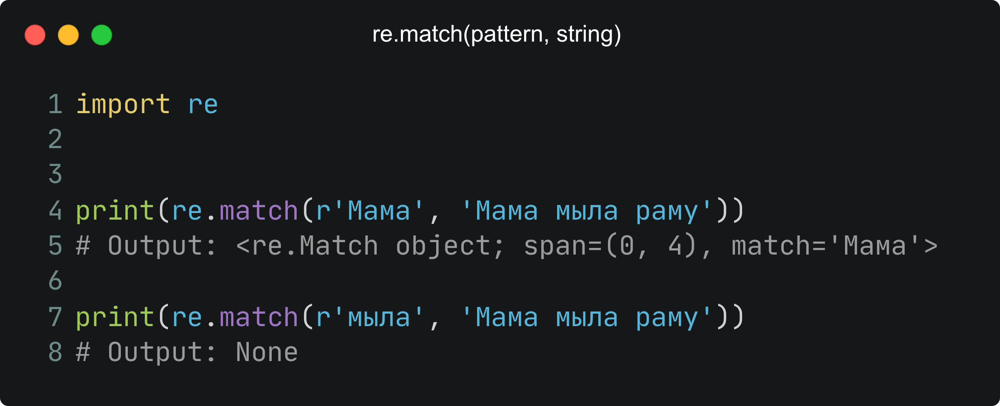 re.match(pattern, string)
1 import re
2
3
4 print(re.match(r'Мама', 'Мама мыла раму'))
5 # Output: <re.Match object; span=(0, 4), match='Мама'>
6
7 print(re.match(r'мыла', 'Мама мыла раму'))
8 # Output: None